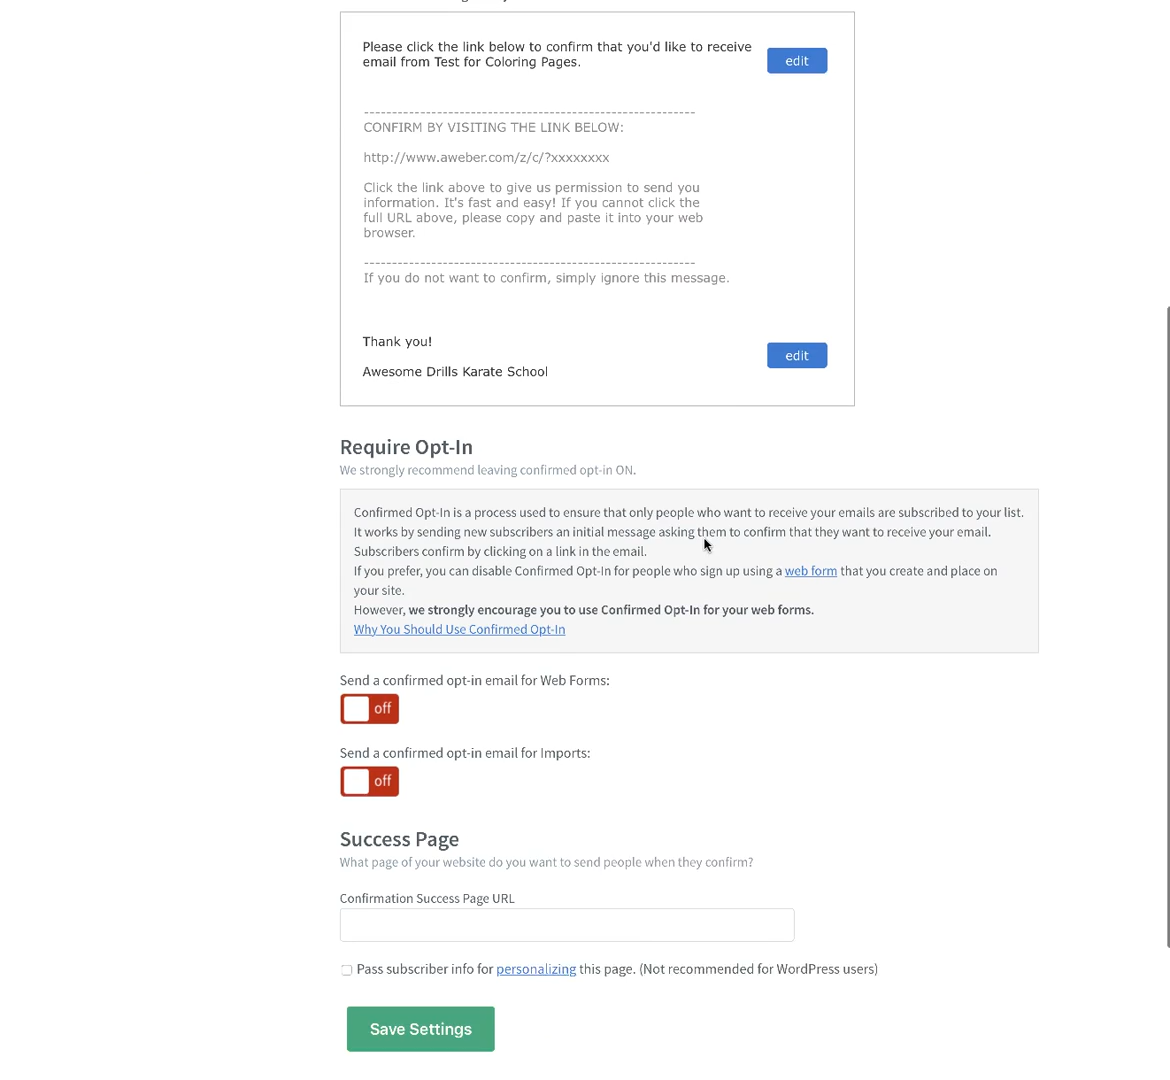 Please click the link below to confirm that you'd like to receive
email from Test for Coloring Pages.
edit
-----------------------------------------------------------
CONFIRM BY VISITING THE LINK BELOW:
http://www.aweber.com/z/c/?xxxxxxxx
Click the link above to give us permission to send you
information. It's fast and easy! If you cannot click the
full URL above, please copy and paste it into your web
browser.
-----------------------------------------------------------
If you do not want to confirm, simply ignore this message.
Thank you!
edit
Awesome Drills Karate School
Require Opt-In
We strongly recommend leaving confirmed opt-in ON.
Confirmed Opt-In is a process used to ensure that only people who want to receive your emails are subscribed to your list.
It works by sending new subscribers an initial message asking them to confirm that they want to receive your email.
Subscribers confirm by clicking on a link in the email.
If you prefer, you can disable Confirmed Opt-In for people who sign up using a web form that you create and place on
your site.
However, we strongly encourage you to use Confirmed Opt-In for your web forms.
Why You Should Use Confirmed Opt-In
Send a confirmed opt-in email for Web Forms:
off
Send a confirmed opt-in email for Imports:
off
Success Page
What page of your website do you want to send people when they confirm?
Confirmation Success Page URL
Pass subscriber info for personalizing this page. (Not recommended for WordPress users)
Save Settings